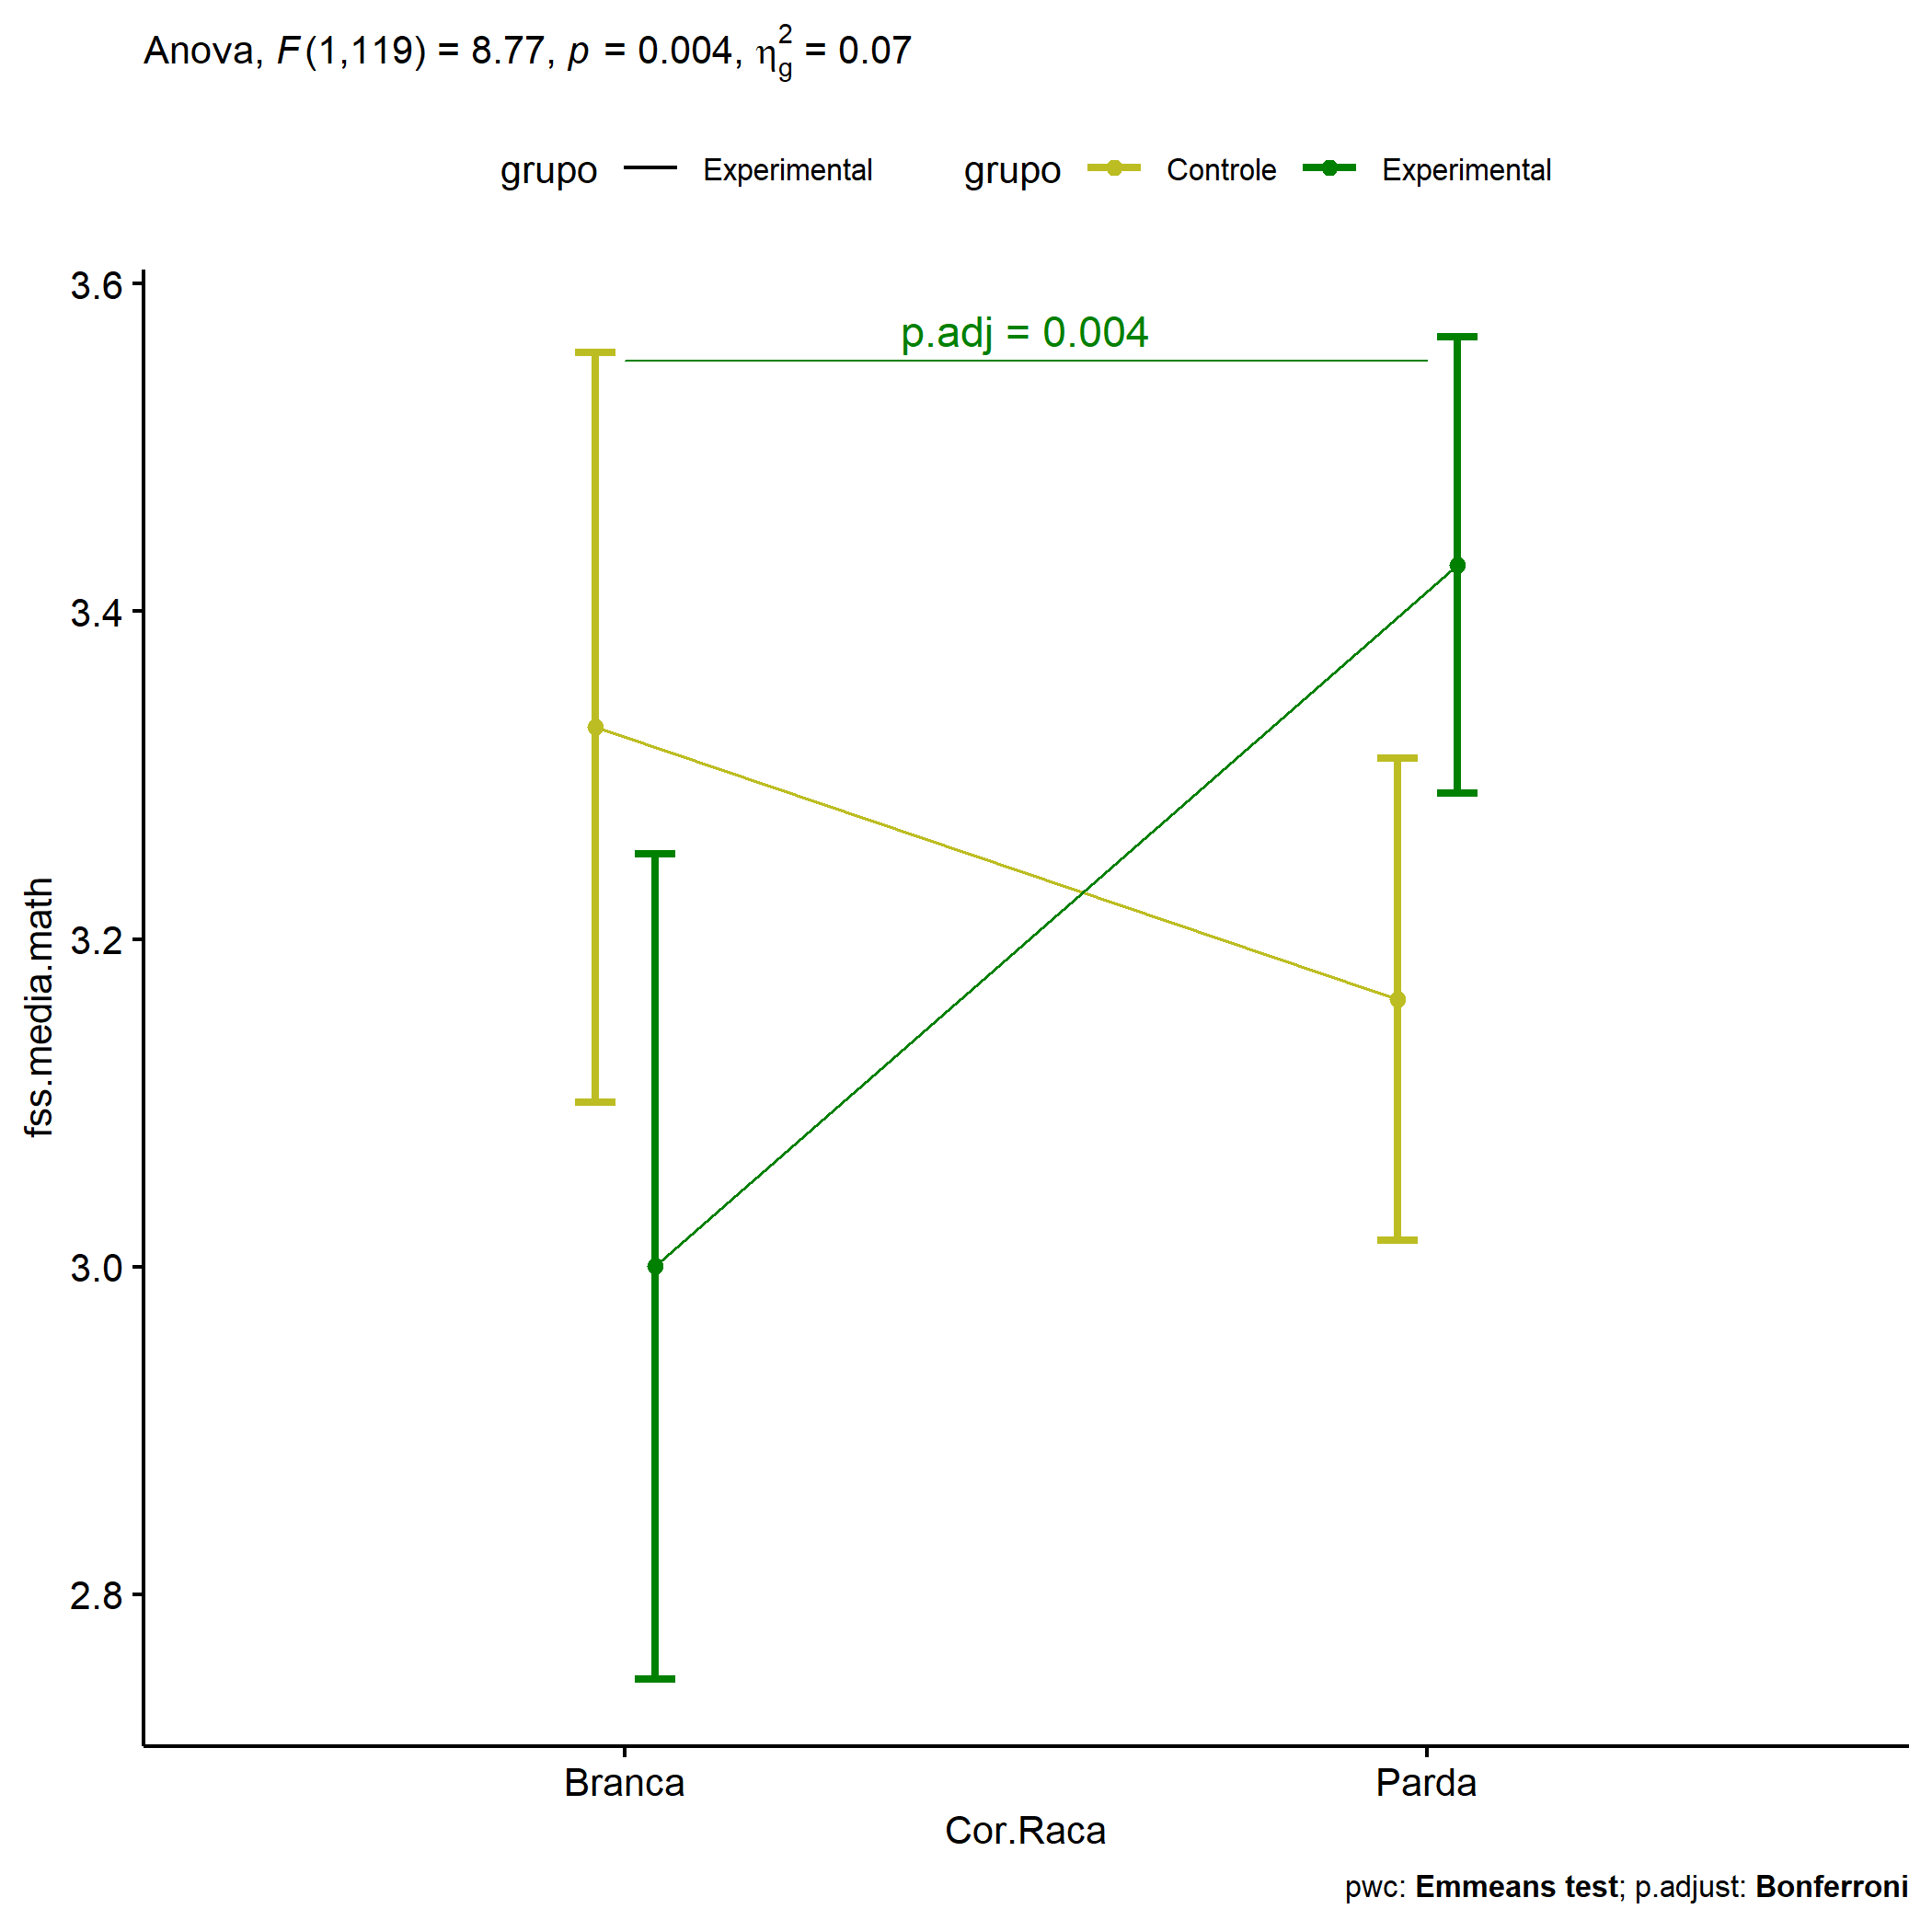 Anova, F(1,119) = 8.77, p = 0.004, η²g = 0.07
grupo Experimental grupo Controle Experimental
3.6
p.adj = 0.004
3.4
3.2
3.0
2.8
fss.media.math
Branca Parda
Cor.Raca
pwc: Emmeans test; p.adjust: Bonferroni